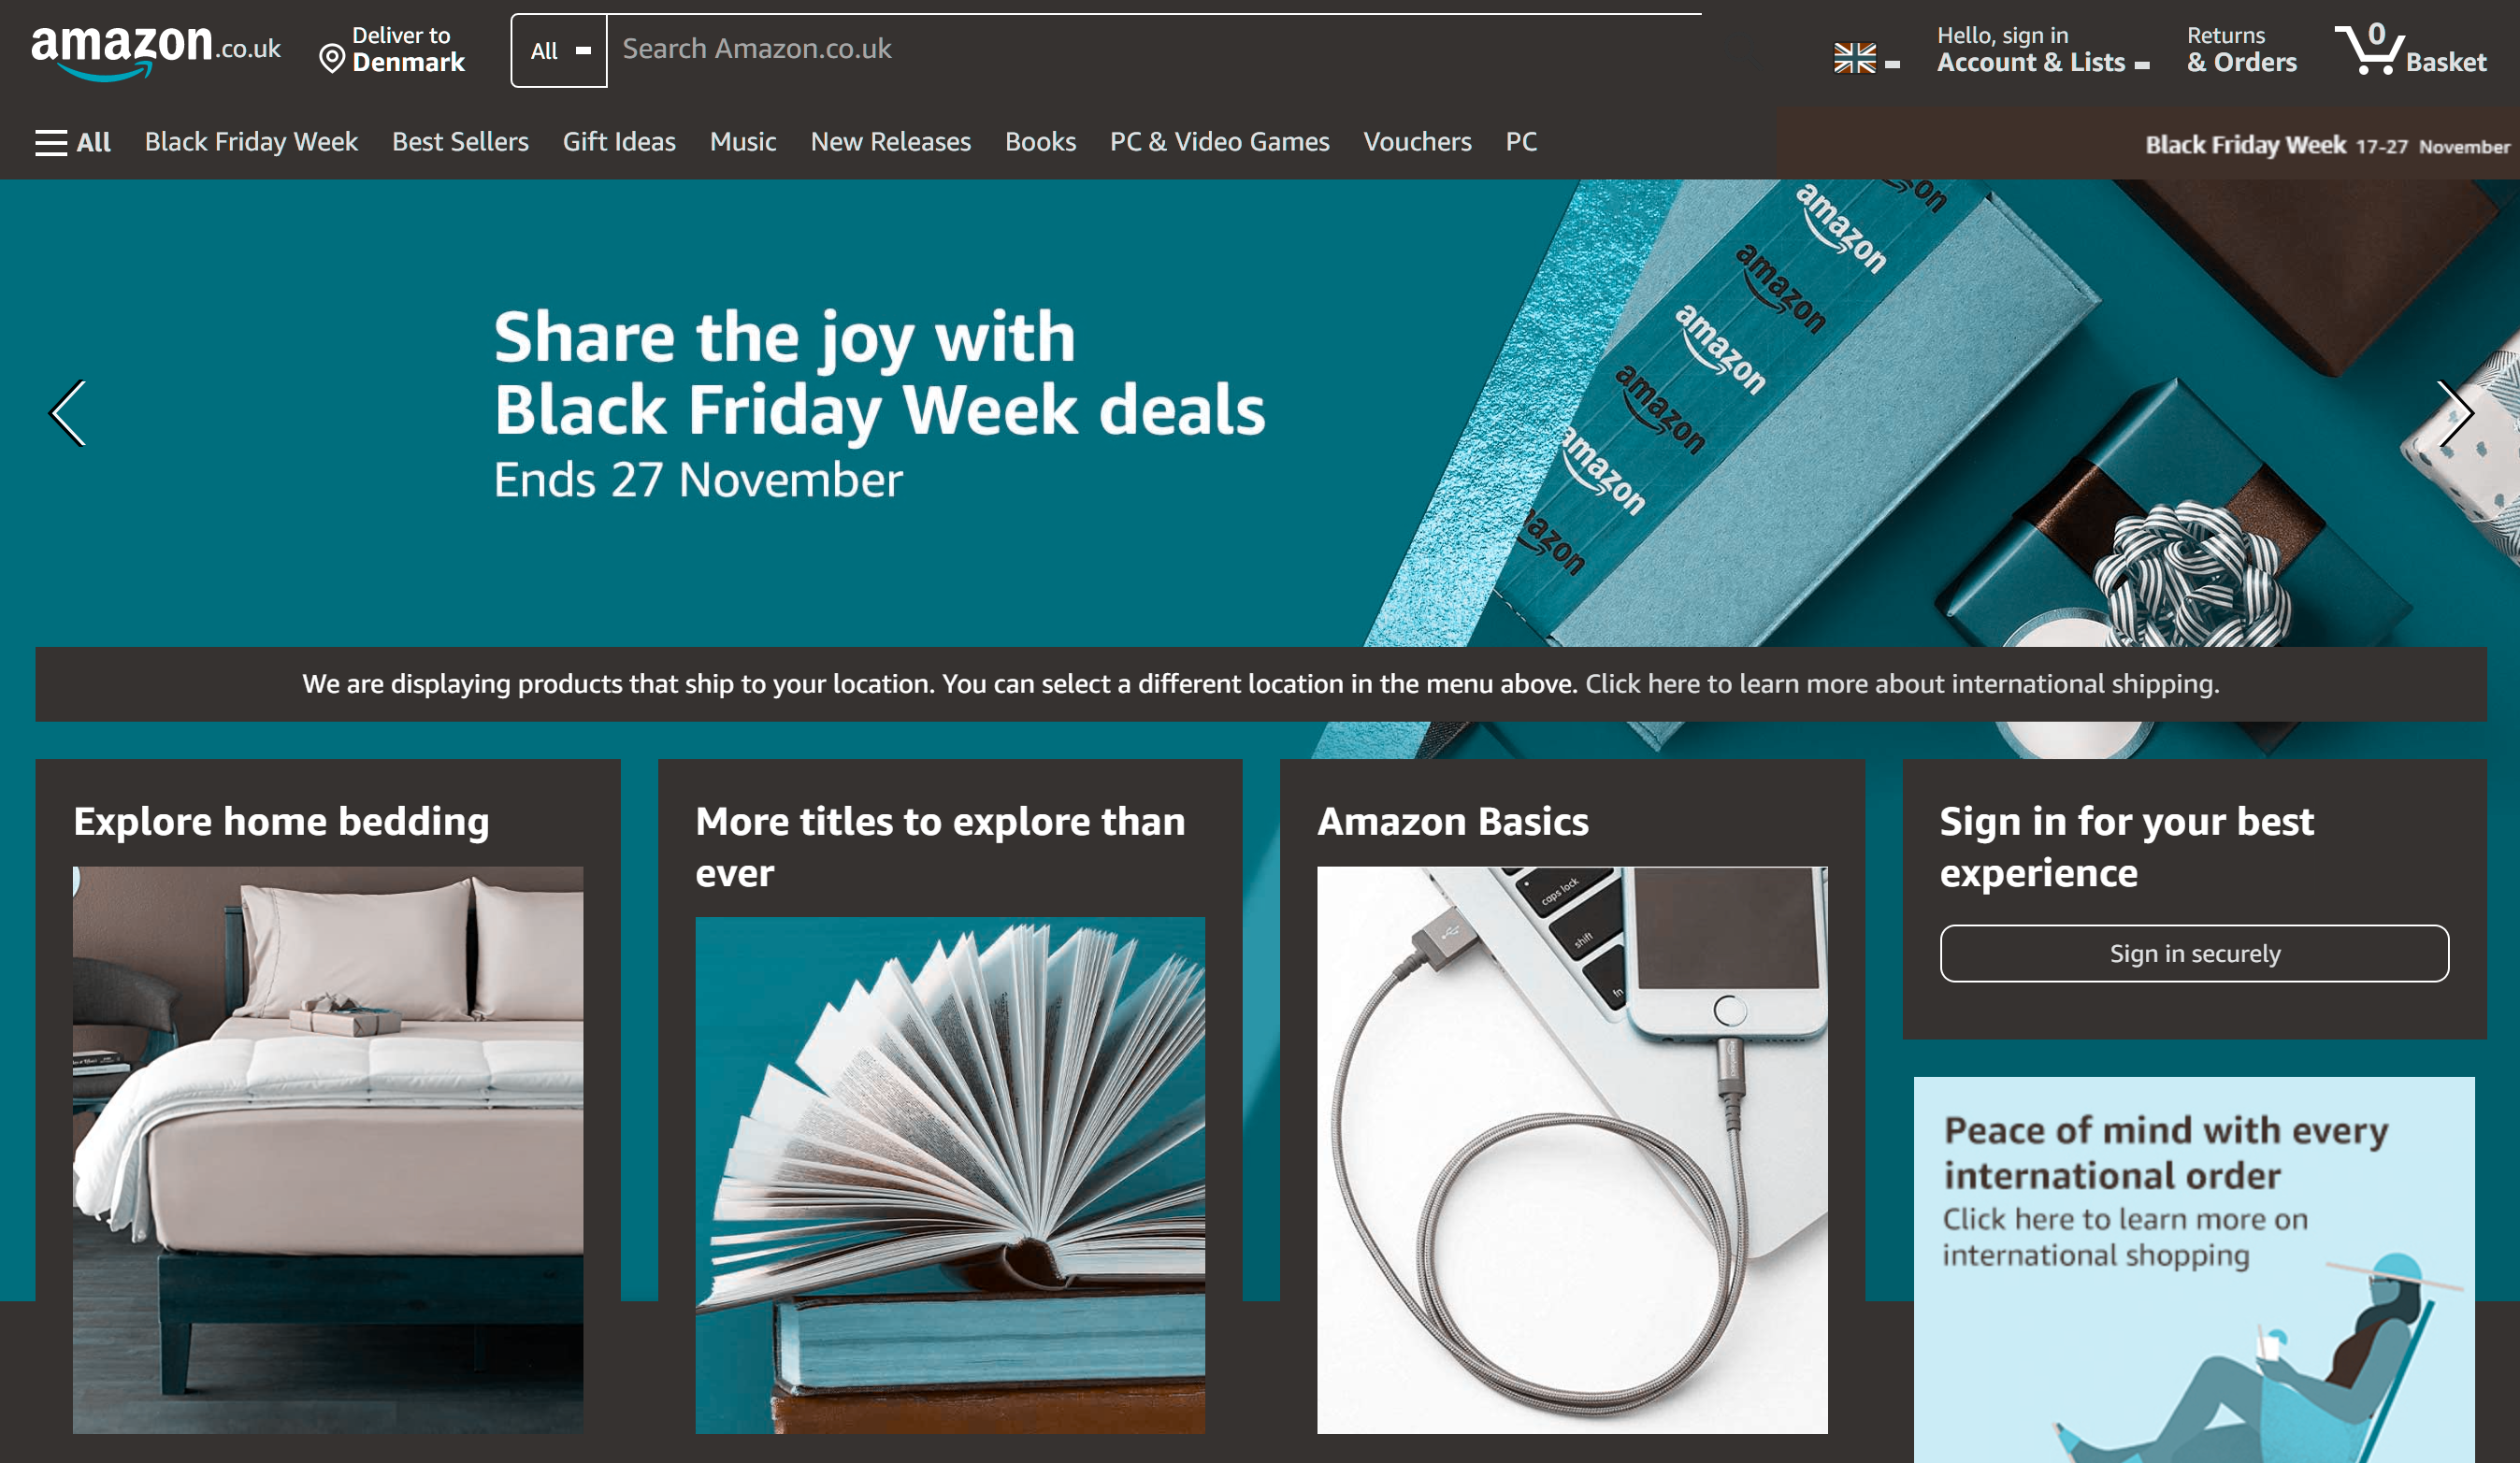 amazon.co.uk
Deliver to
Denmark
All
Search Amazon.co.uk
Hello, sign in
Account & Lists
Returns
& Orders
0
Basket
All
Black Friday Week
Best Sellers
Gift Ideas
Music
New Releases
Books
PC & Video Games
Vouchers
PC
Black Friday Week 17-27 November
Share the joy with
Black Friday Week deals
Ends 27 November
amazon
amazon
amazon
amazon
amazon
We are displaying products that ship to your location. You can select a different location in the menu above. Click here to learn more about international shipping.
Explore home bedding
More titles to explore than
ever
Amazon Basics
caps lock
shift
fn
Sign in for your best
experience
Sign in securely
Peace of mind with every
international order
Click here to learn more on
international shopping